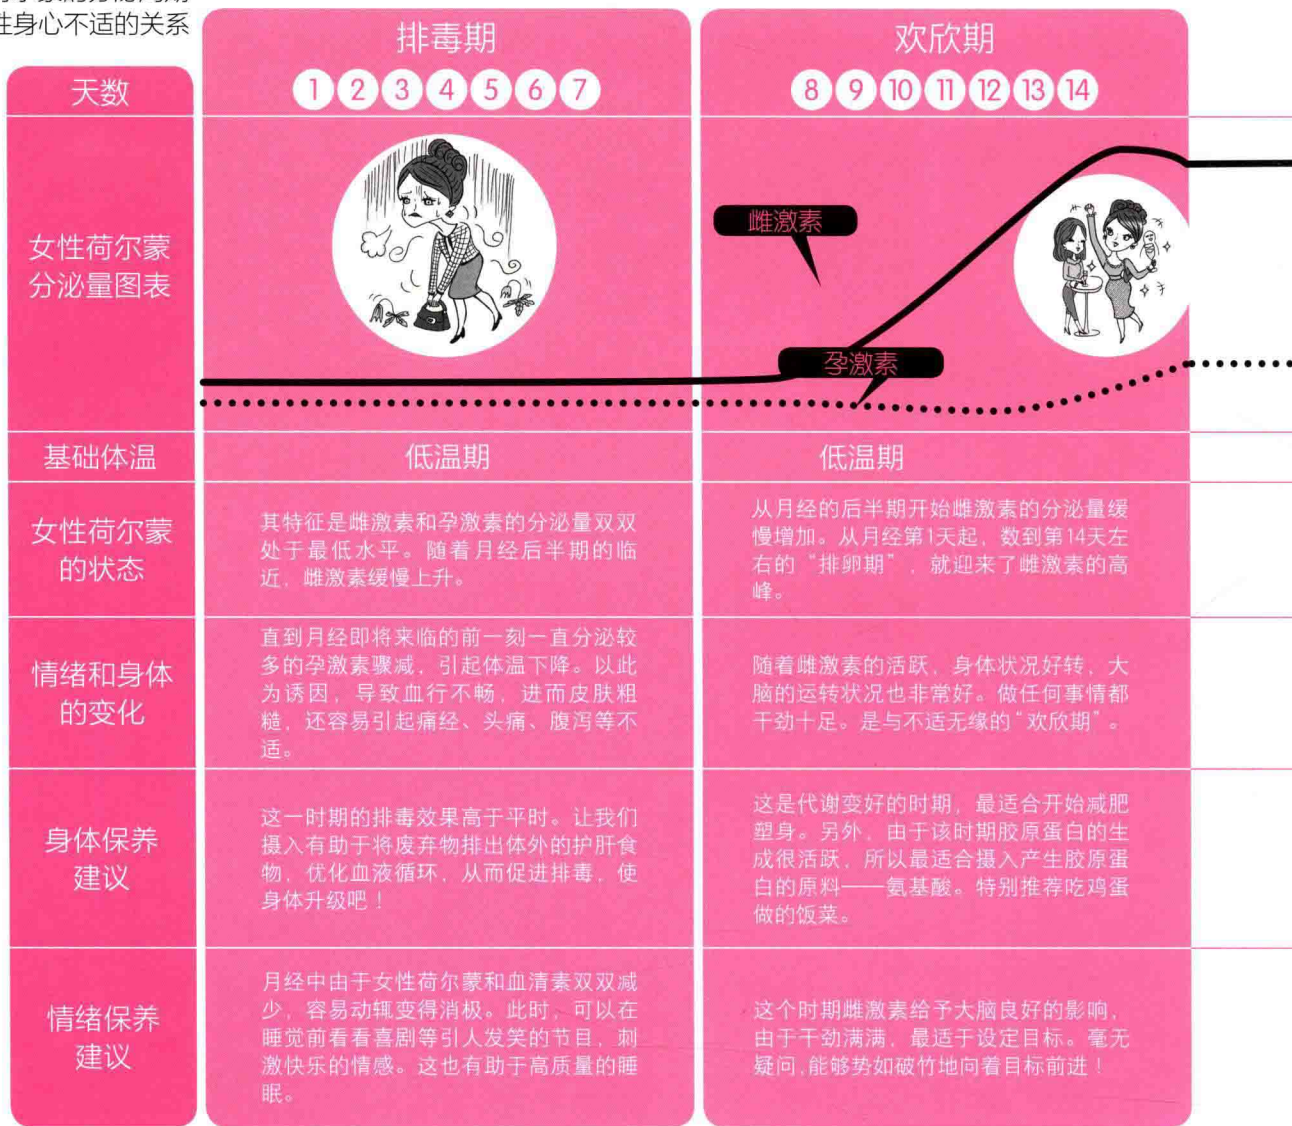 性身心不适的关系
排毒期
欢欣期
天数
1 2 3 4 5 6 7
8 9 10 11 12 13 14
女性荷尔蒙
分泌量图表
雌激素
孕激素
基础体温
低温期
低温期
女性荷尔蒙
的状态
其特征是雌激素和孕激素的分泌量双双
处于最低水平。随着月经后半期的临
近，雌激素缓慢上升。
从月经的后半期开始雌激素的分泌量缓
慢增加。从月经第1天起，数到第14天左
右的“排卵期”，就迎来了雌激素的高
峰。
情绪和身体
的变化
直到月经即将来临的前一刻一直分泌较
多的孕激素骤减，引起体温下降。以此
为诱因，导致血行不畅，进而皮肤粗
糙，还容易引起痛经、头痛、腹泻等不
适。
随着雌激素的活跃，身体状况好转，大
脑的运转状况也非常好。做任何事情都
干劲十足。是与不适无缘的“欢欣期”。
身体保养
建议
这一时期的排毒效果高于平时。让我们
摄入有助于将废弃物排出体外的护肝食
物，优化血液循环，从而促进排毒，使
身体升级吧！
这是代谢变好的时期，最适合开始减肥
塑身。另外，由于该时期胶原蛋白的生
成很活跃，所以最适合摄入产生胶原蛋
白的原料——氨基酸。特别推荐吃鸡蛋
做的饭菜。
情绪保养
建议
月经中由于女性荷尔蒙和血清素双双减
少，容易动辄变得消极。此时，可以在
睡觉前看看喜剧等引人发笑的节目，刺
激快乐的情感。这也有助于高质量的睡
眠。
这个时期雌激素给予大脑良好的影响，
由于干劲满满，最适于设定目标。毫无
疑问，能够势如破竹地向着目标前进！